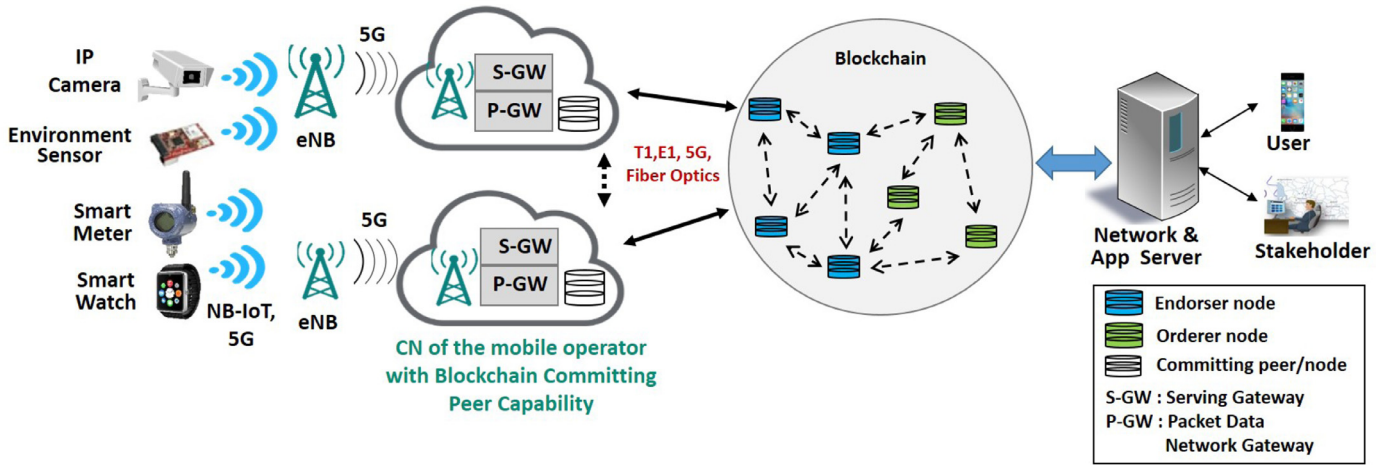 IP
Camera
Environment
Sensor
Smart
Meter
Smart
Watch
NB-IoT,
5G
eNB
5G
S-GW
P-GW
eNB
5G
S-GW
P-GW
CN of the mobile operator
with Blockchain Committing
Peer Capability
T1,E1, 5G,
Fiber Optics
Blockchain
Network &
App Server
User
Stakeholder
Endorser node
Orderer node
Committing peer/node
S-GW : Serving Gateway
P-GW : Packet Data
Network Gateway